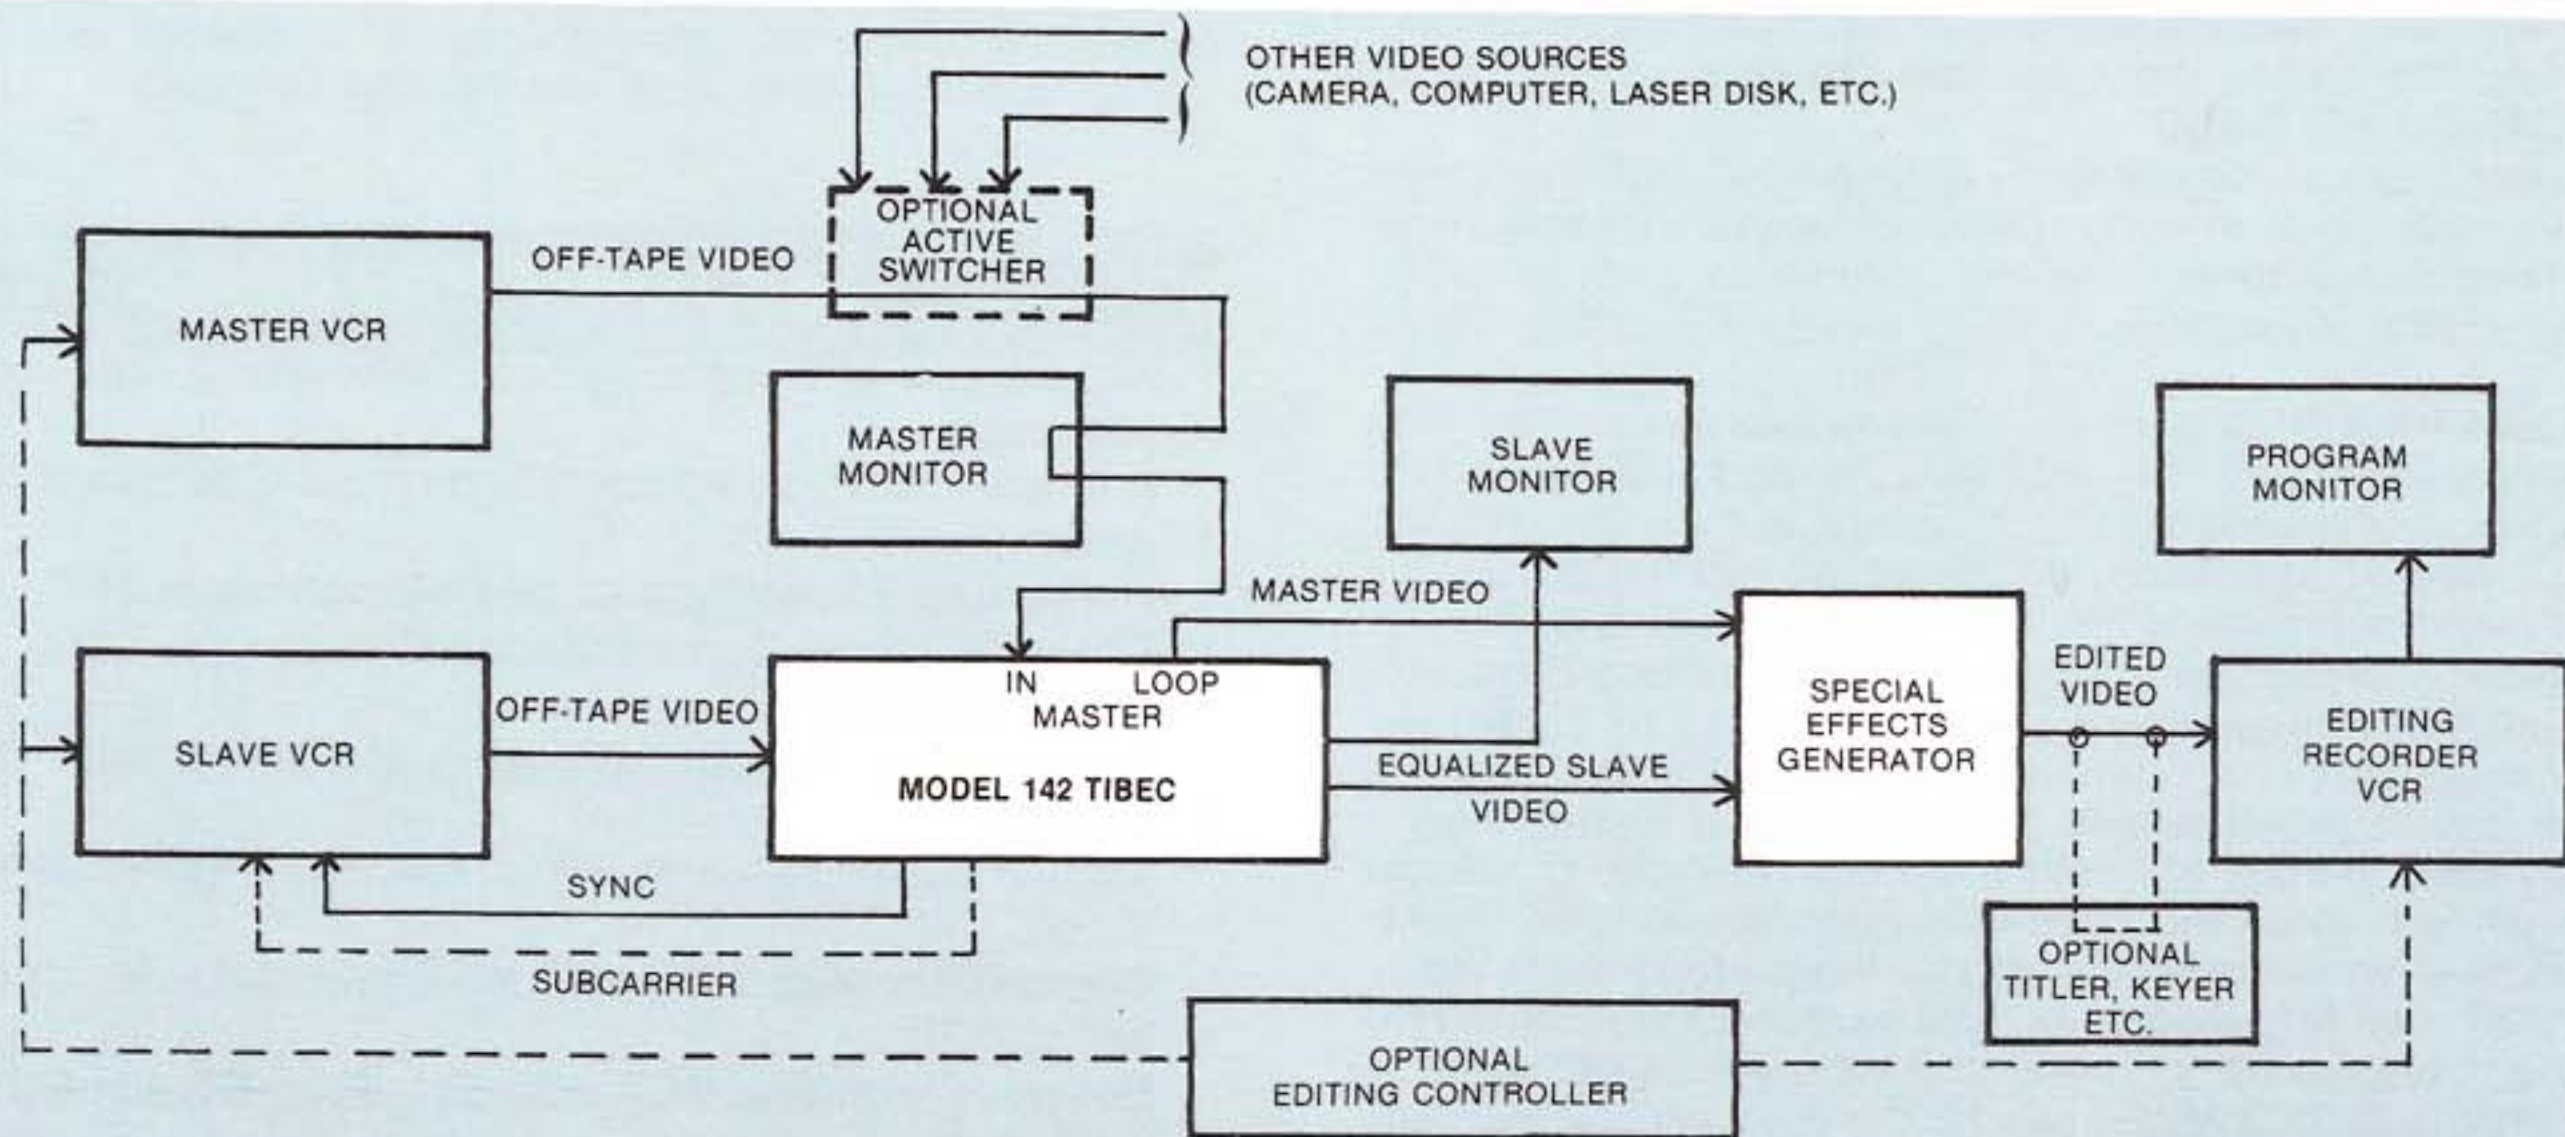 OTHER VIDEO SOURCES
(CAMERA, COMPUTER, LASER DISK, ETC.)
OPTIONAL
ACTIVE
SWITCHER
OFF-TAPE VIDEO
MASTER VCR
MASTER
MONITOR
SLAVE
MONITOR
PROGRAM
MONITOR
MASTER VIDEO
SLAVE VCR
OFF-TAPE VIDEO
IN LOOP
MASTER
MODEL 142 TIBEC
EQUALIZED SLAVE
VIDEO
SPECIAL
EFFECTS
GENERATOR
EDITED
VIDEO
EDITING
RECORDER
VCR
SYNC
SUBCARRIER
OPTIONAL
TITLER, KEYER
ETC.
OPTIONAL
EDITING CONTROLLER